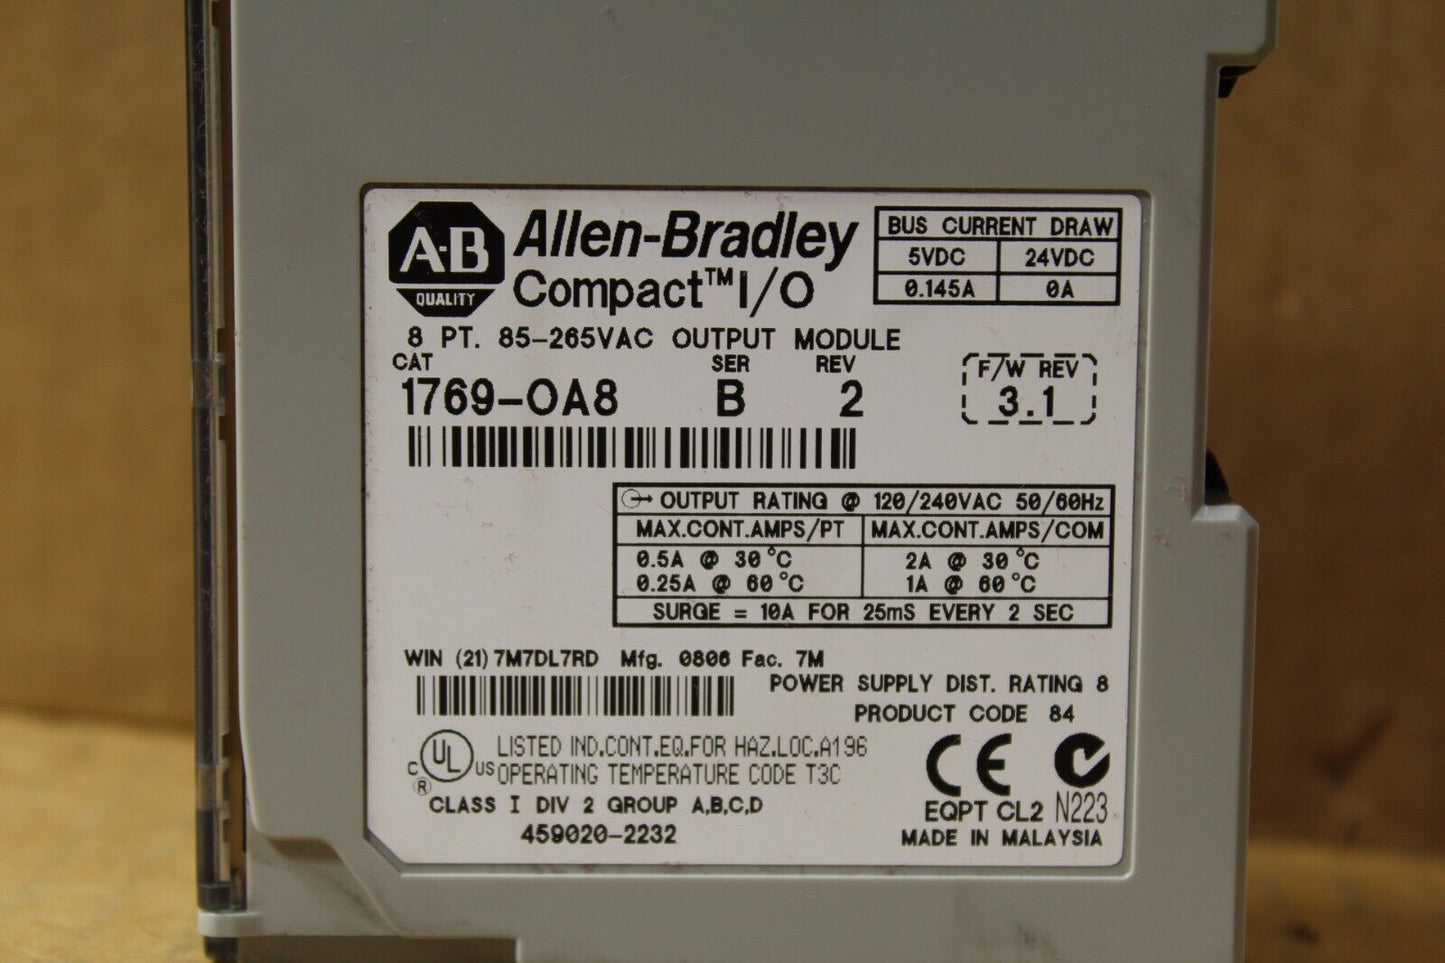 A-B
QUALITY
Allen-Bradley
Compact™ I/O
BUS CURRENT DRAW
5VDC 24VDC
0.145A 0A
8 PT. 85-265VAC OUTPUT MODULE
CAT SER REV
1769-OA8 B 2
F/W REV
3.1
OUTPUT RATING @ 120/240VAC 50/60Hz
MAX.CONT.AMPS/PT MAX.CONT.AMPS/COM
0.5A @ 30°C 2A @ 30°C
0.25A @ 60°C 1A @ 60°C
SURGE = 10A FOR 25mS EVERY 2 SEC
WIN (21) 7M7DL7RD Mfg. 0806 Fac. 7M
POWER SUPPLY DIST. RATING 8
PRODUCT CODE 84
C UL US ®
LISTED IND.CONT.EQ.FOR HAZ.LOC.A196
OPERATING TEMPERATURE CODE T3C
CLASS I DIV 2 GROUP A,B,C,D
459020-2232
CE
EQPT CL2 N223
MADE IN MALAYSIA